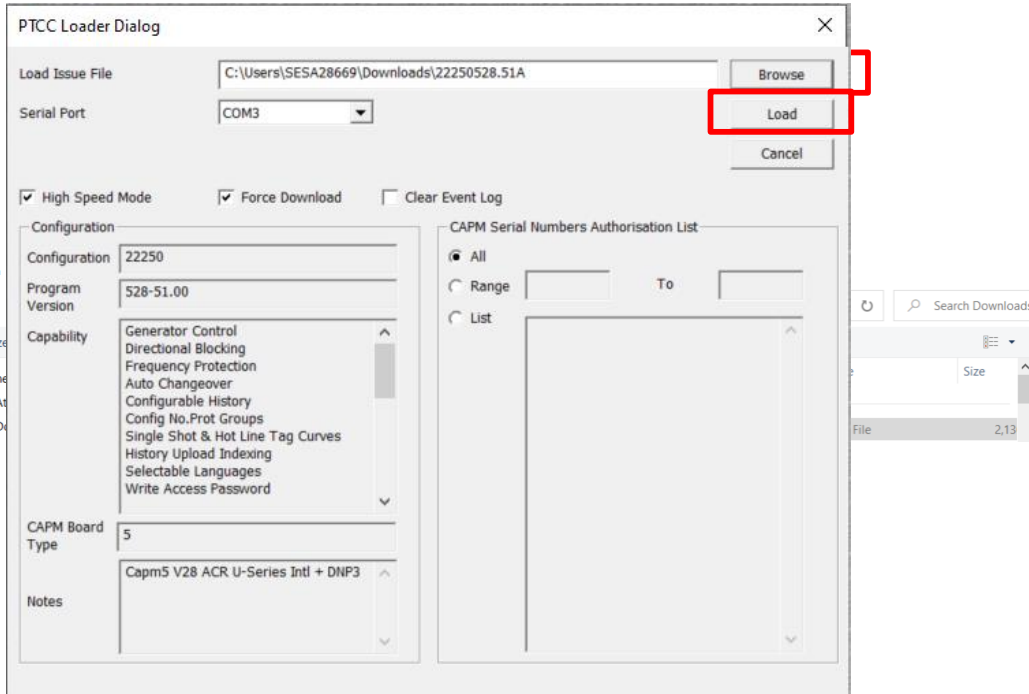 PTCC Loader Dialog
Load Issue File
C:\Users\SESA28669\Downloads\22250528.51A
Browse
Serial Port
COM3
Load
Cancel
High Speed Mode
Force Download
Clear Event Log
Configuration
Configuration
22250
Program
Version
528-51.00
Capability
Generator Control
Directional Blocking
Frequency Protection
Auto Changeover
Configurable History
Config No.Prot Groups
Single Shot & Hot Line Tag Curves
History Upload Indexing
Selectable Languages
Write Access Password
CAPM Board
Type
5
Notes
Capm5 V28 ACR U-Series Intl + DNP3
CAPM Serial Numbers Authorisation List
All
Range
To
List
Search Downloads
Size
File
2,13